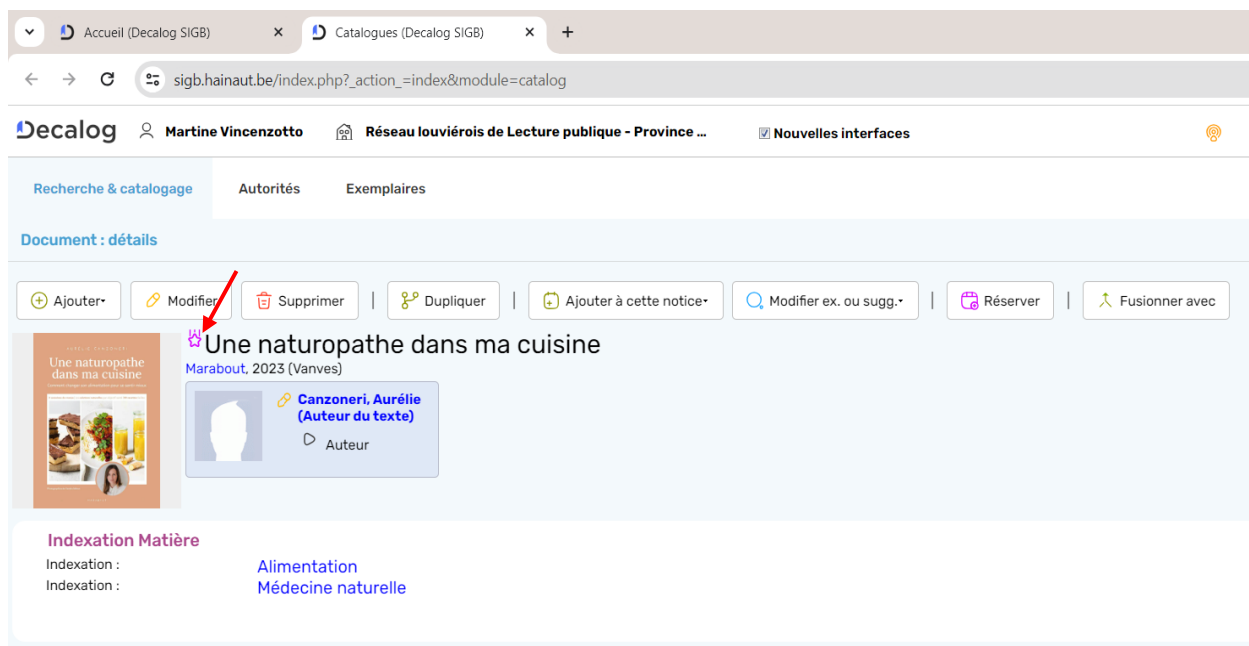 Accueil (Decalog SIGB)
Catalogues (Decalog SIGB)
sigb.hainaut.be/index.php?_action_=index&module=catalog
Decalog
Martine Vincenzotto
Réseau louviérois de Lecture publique - Province ...
Nouvelles interfaces
Recherche & catalogage
Autorités
Exemplaires
Document : détails
Ajouter
Modifier
Supprimer
|
Dupliquer
|
Ajouter à cette notice
Modifier ex. ou sugg.
|
Réserver
|
Fusionner avec
Une naturopathe
dans ma cuisine
Une naturopathe dans ma cuisine
Marabout, 2023 (Vanves)
Canzoneri, Aurélie
(Auteur du texte)
Auteur
Indexation Matière
Indexation :
Alimentation
Indexation :
Médecine naturelle